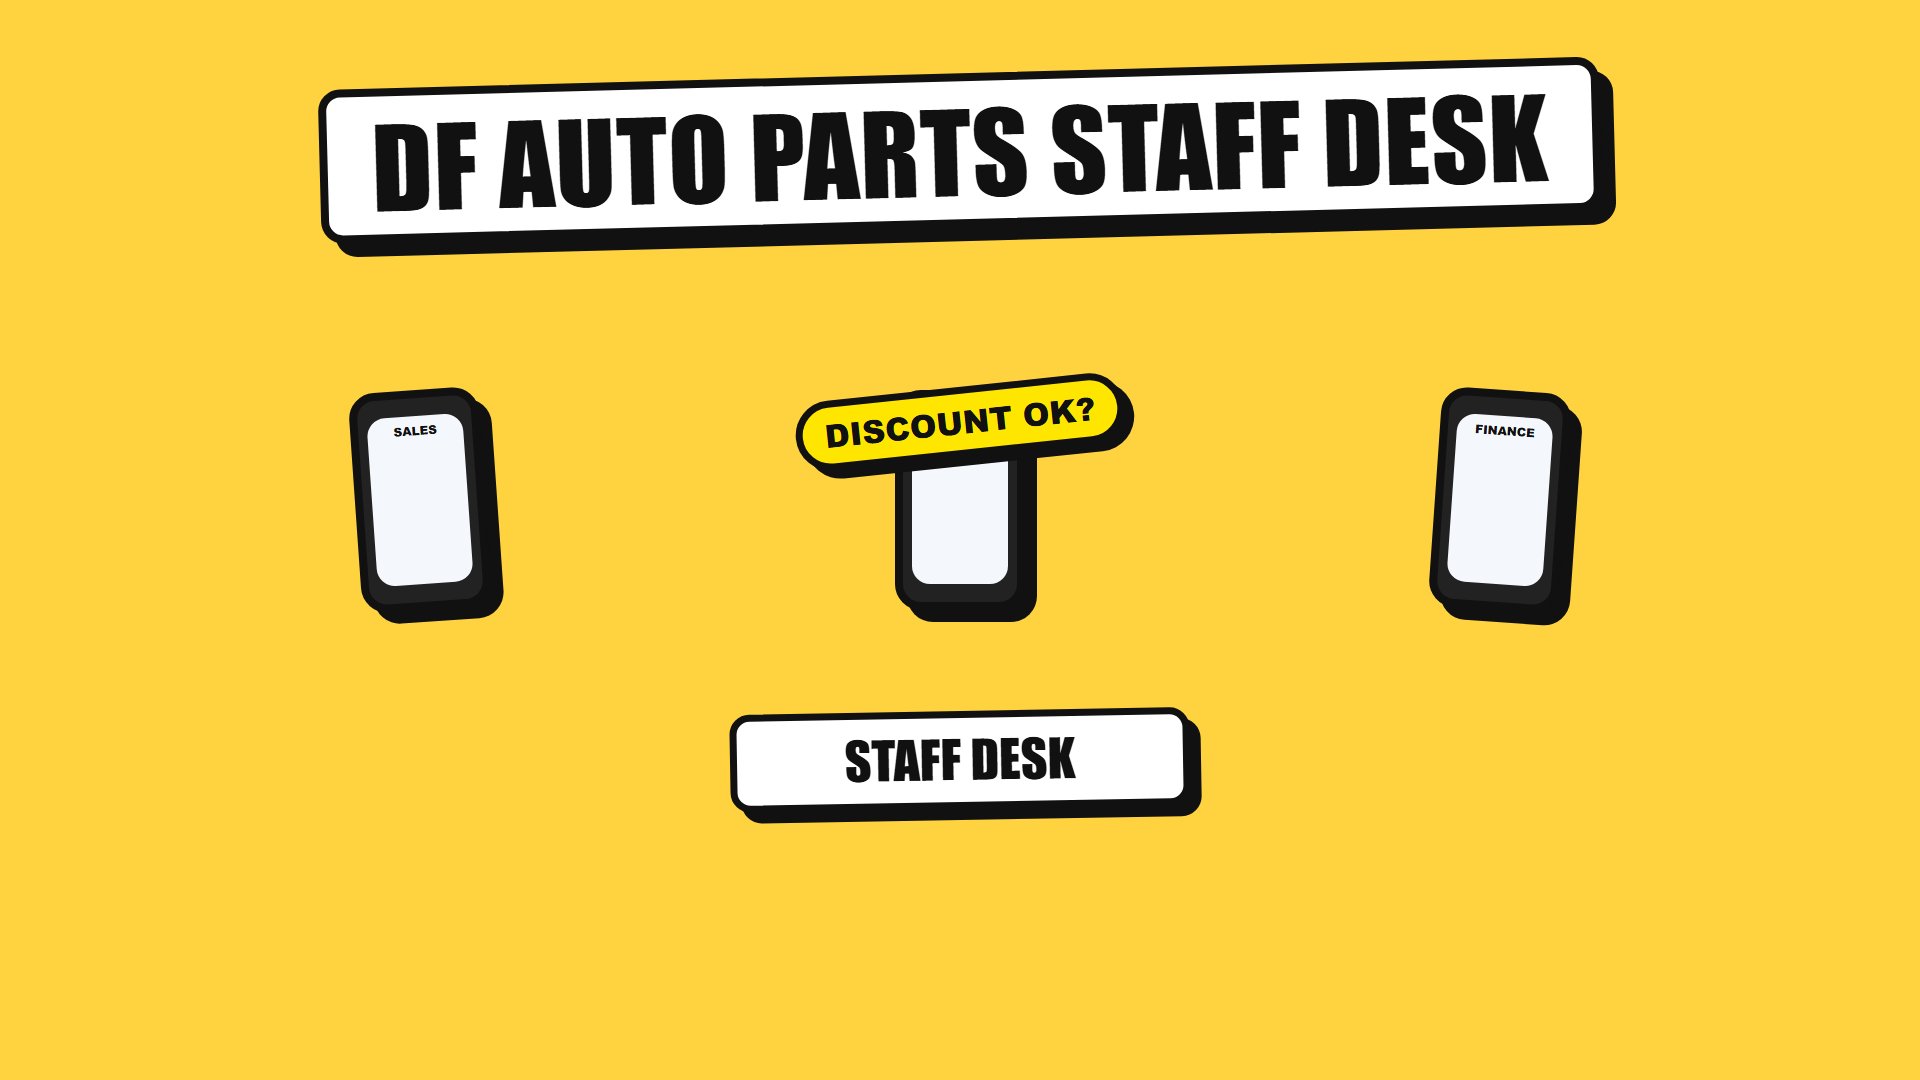 DF AUTO PARTS STAFF DESK
DISCOUNT OK?
SALES
FINANCE
STAFF DESK